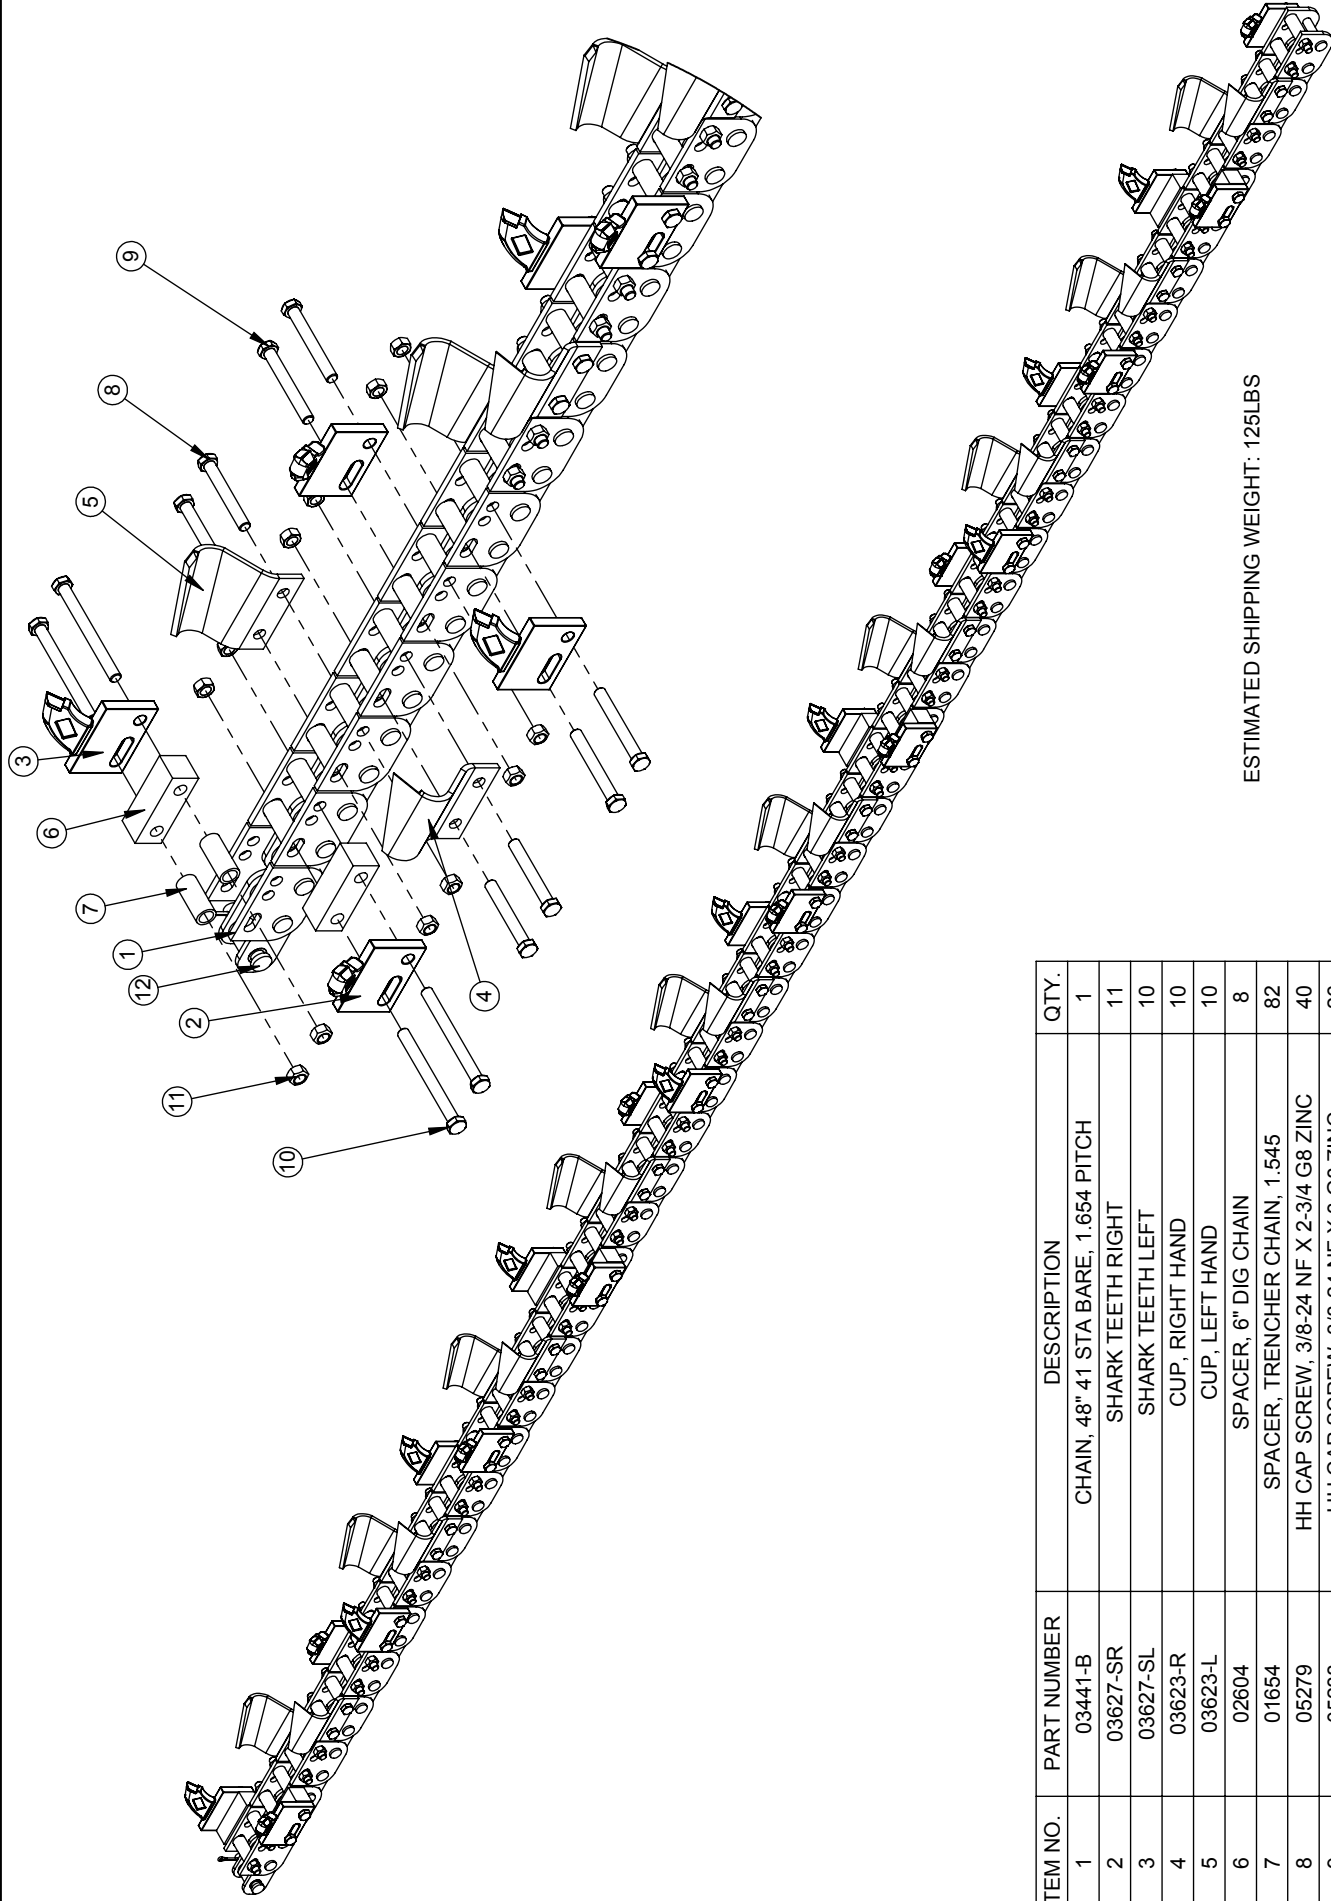 9
8
5
3
6
7
1
12
2
4
11
10
ESTIMATED SHIPPING WEIGHT: 125LBS
TEM NO. PART NUMBER DESCRIPTION QTY.
1 03441-B CHAIN, 48" 41 STA BARE, 1.654 PITCH 1
2 03627-SR SHARK TEETH RIGHT 11
3 03627-SL SHARK TEETH LEFT 10
4 03623-R CUP, RIGHT HAND 10
5 03623-L CUP, LEFT HAND 10
6 02604 SPACER, 6" DIG CHAIN 8
7 01654 SPACER, TRENCHER CHAIN, 1.545 82
8 05279 HH CAP SCREW, 3/8-24 NF X 2-3/4 G8 ZINC 40